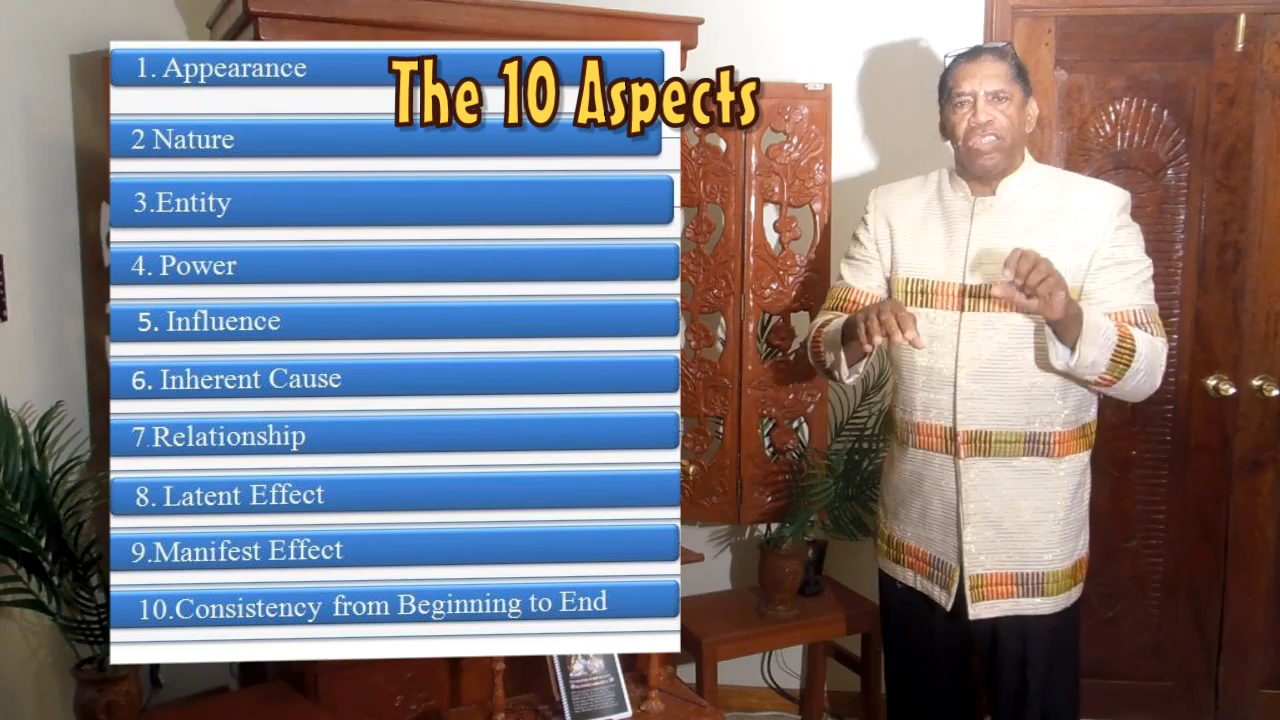 The 10 Aspects
1. Appearance
2 Nature
3.Entity
4. Power
5. Influence
6. Inherent Cause
7.Relationship
8. Latent Effect
9.Manifest Effect
10.Consistency from Beginning to End